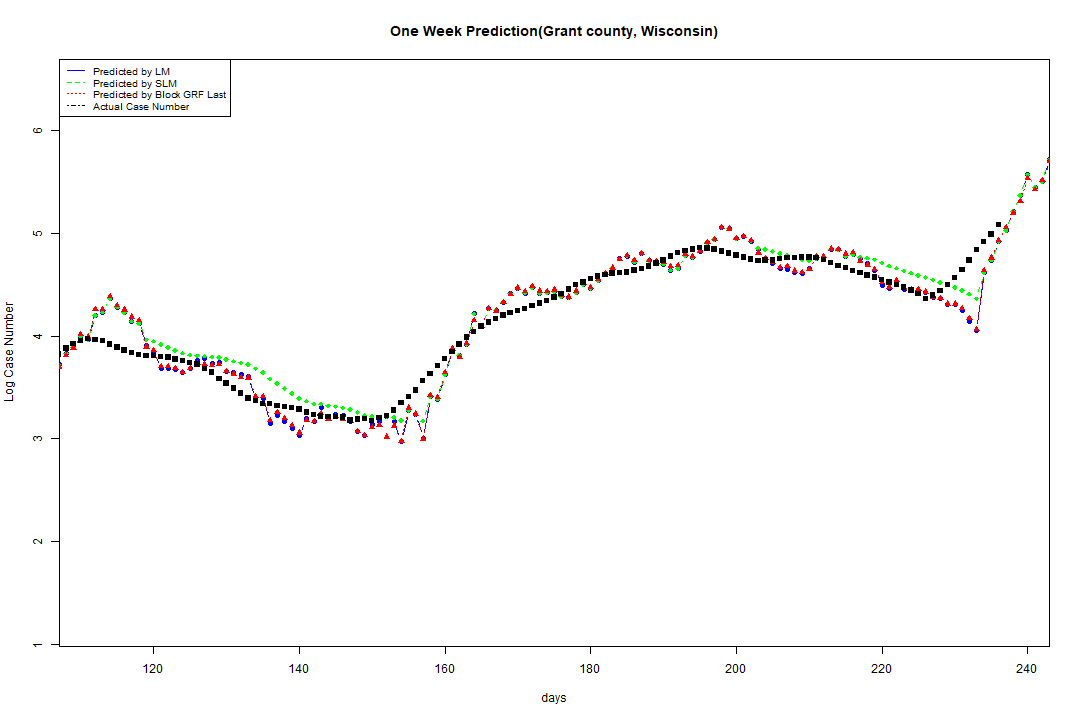 One Week Prediction(Grant county, Wisconsin)
Predicted by LM
Predicted by SLM
Predicted by Block GRF Last
Actual Case Number
6
5
4
3
2
1
Log Case Number
120 140 160 180 200 220 240
days